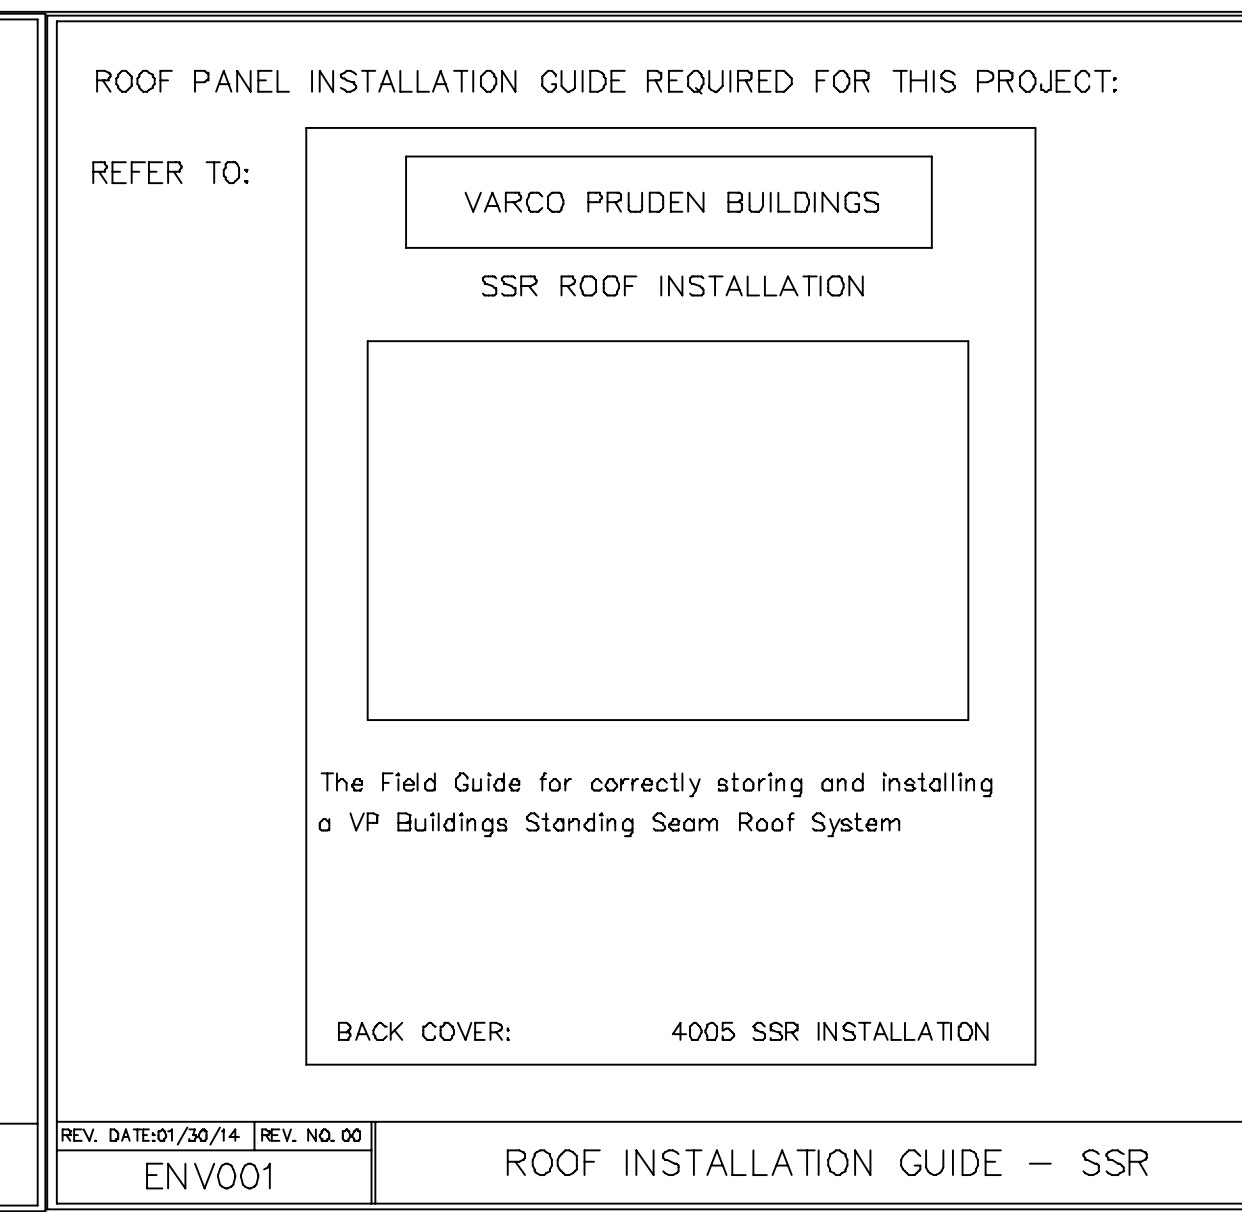 ROOF PANEL INSTALLATION GUIDE REQUIRED FOR THIS PROJECT:
REFER TO:
VARCO PRUDEN BUILDINGS
SSR ROOF INSTALLATION
The Field Guide for correctly storing and installing
a VP Buildings Standing Seam Roof System
BACK COVER: 4005 SSR INSTALLATION
REV. DATE:01/30/14 REV. NO. 00
ENV001
ROOF INSTALLATION GUIDE – SSR